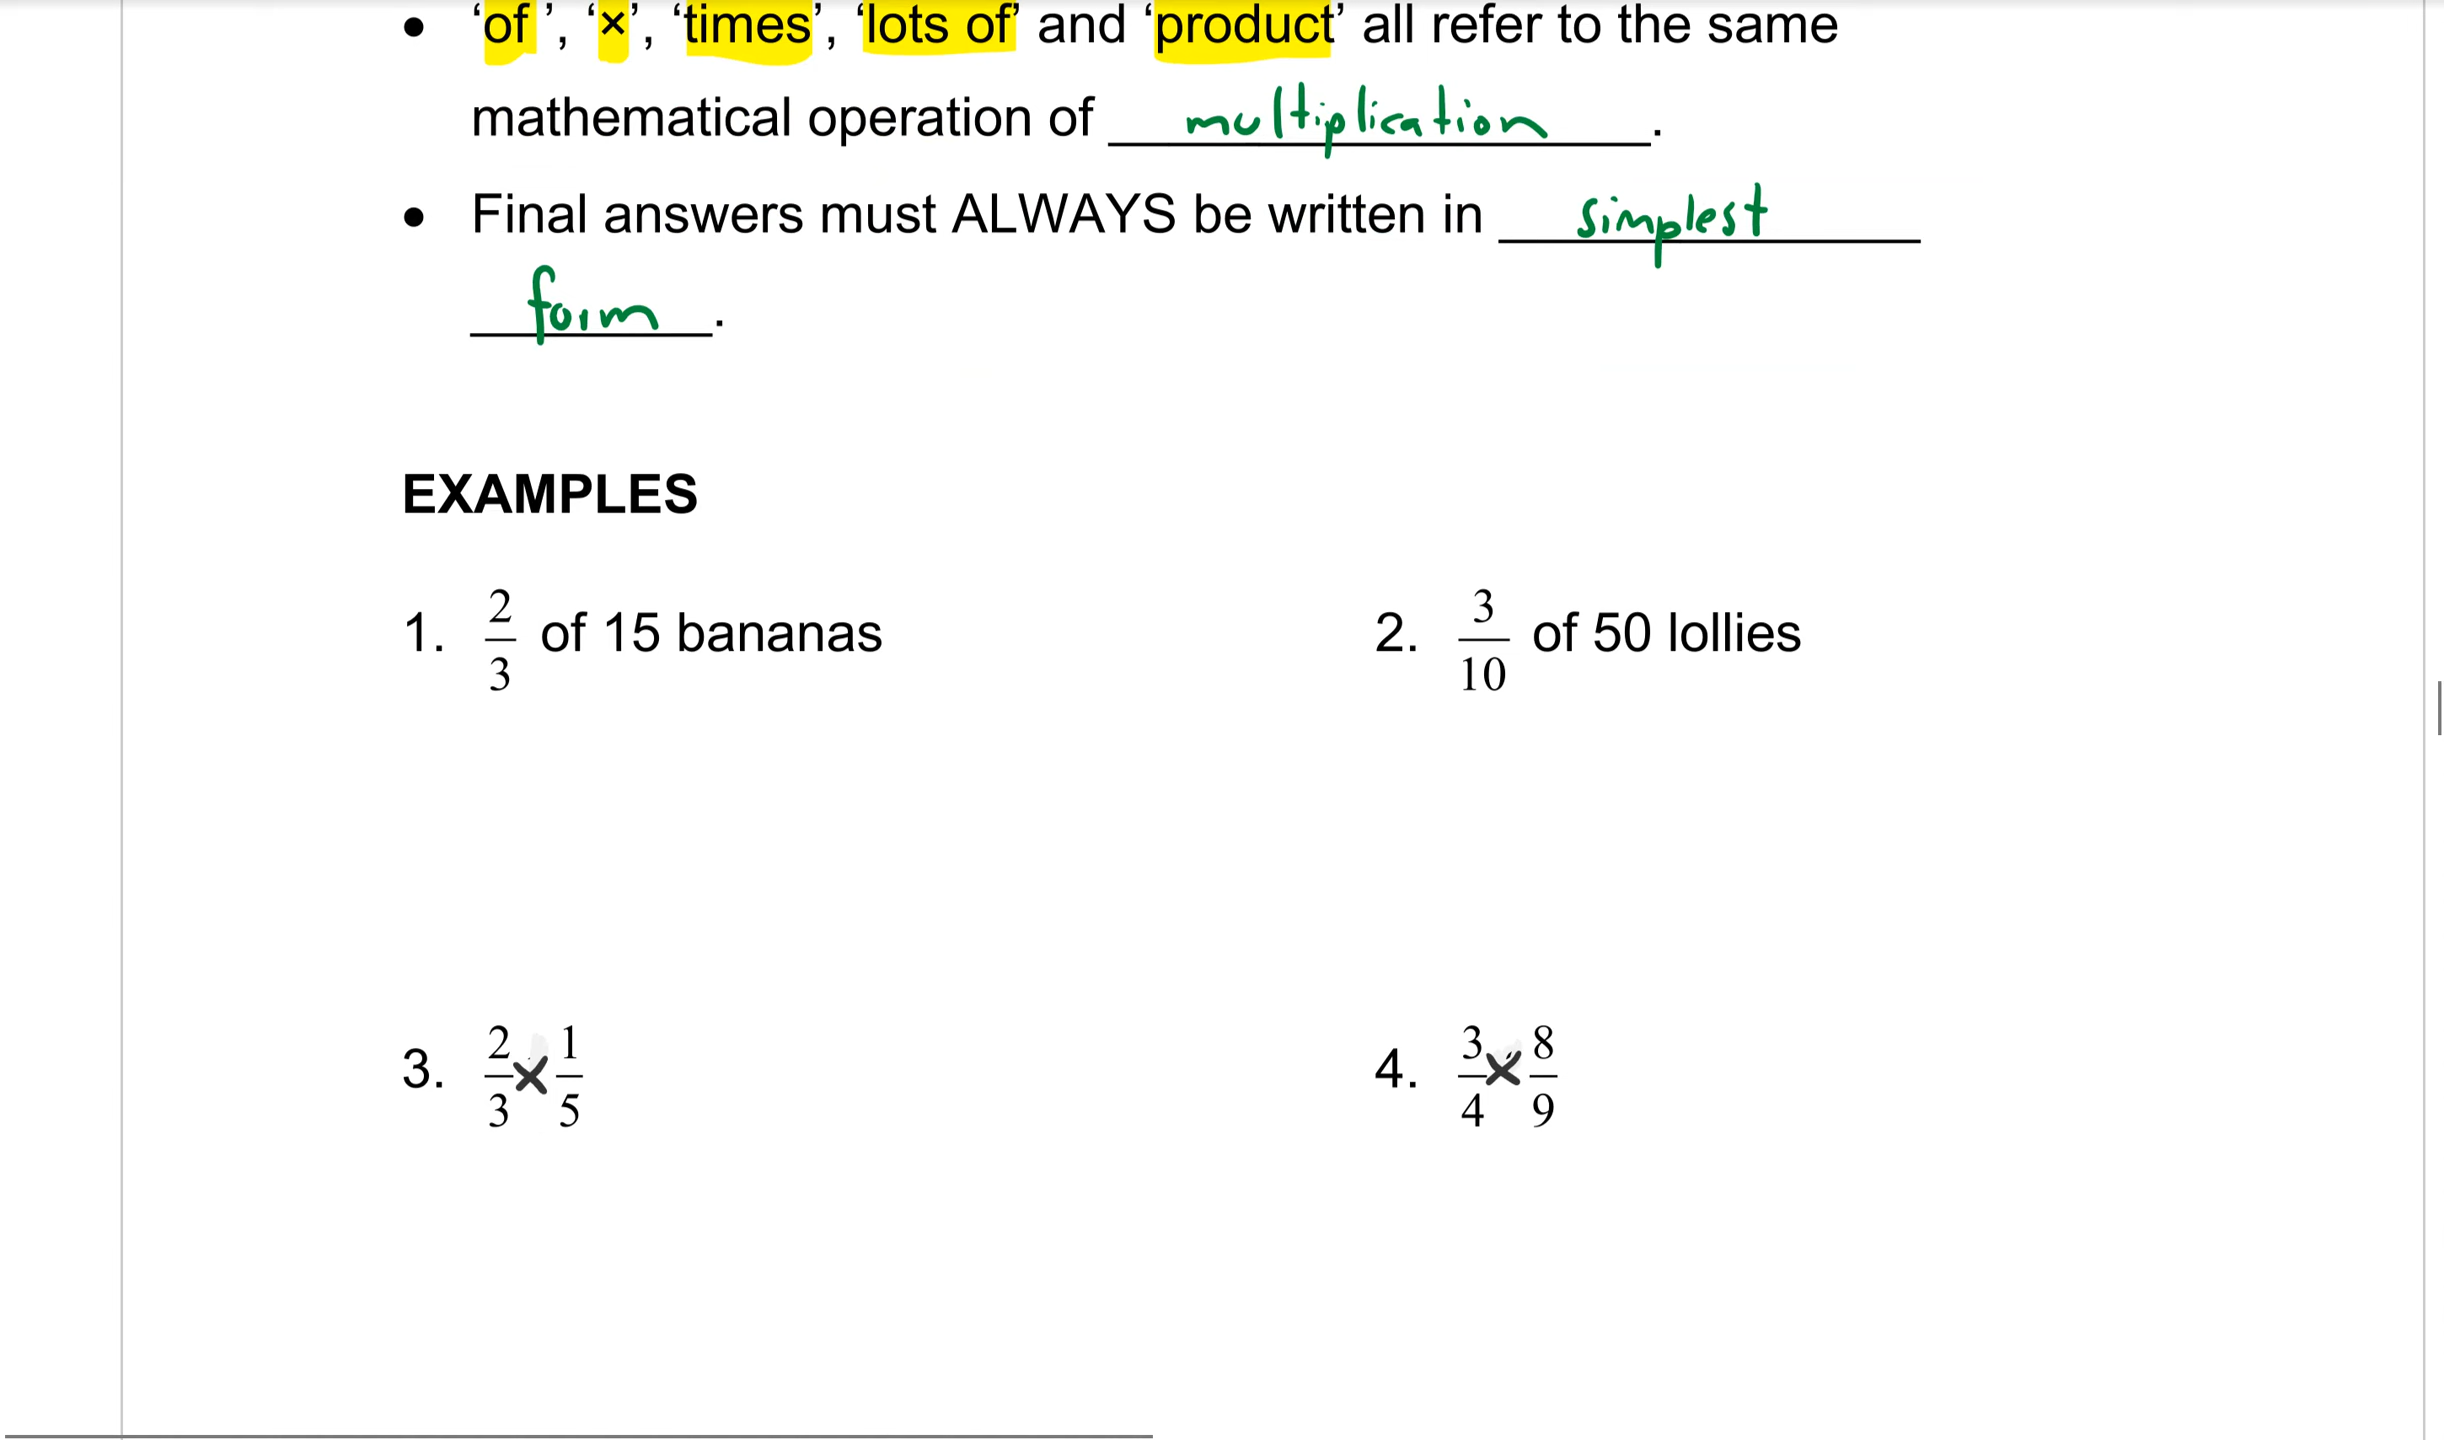 • ‘of ’, ‘×’, ‘times’, ‘lots of’ and ‘product’ all refer to the same
mathematical operation of multiplication.
• Final answers must ALWAYS be written in simplest
form.
EXAMPLES
1. 2/3 of 15 bananas 2. 3/10 of 50 lollies
3. 2/3 × 1/5 4. 3/4 × 8/9